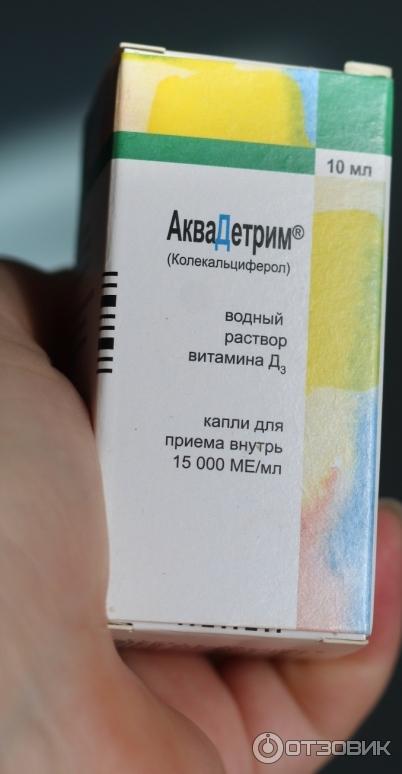 10 мл
АкваДетрим®
(Колекальциферол)
водный
раствор
витамина Д₃
капли для
приема внутрь
15 000 МЕ/мл
ОТЗОВИК